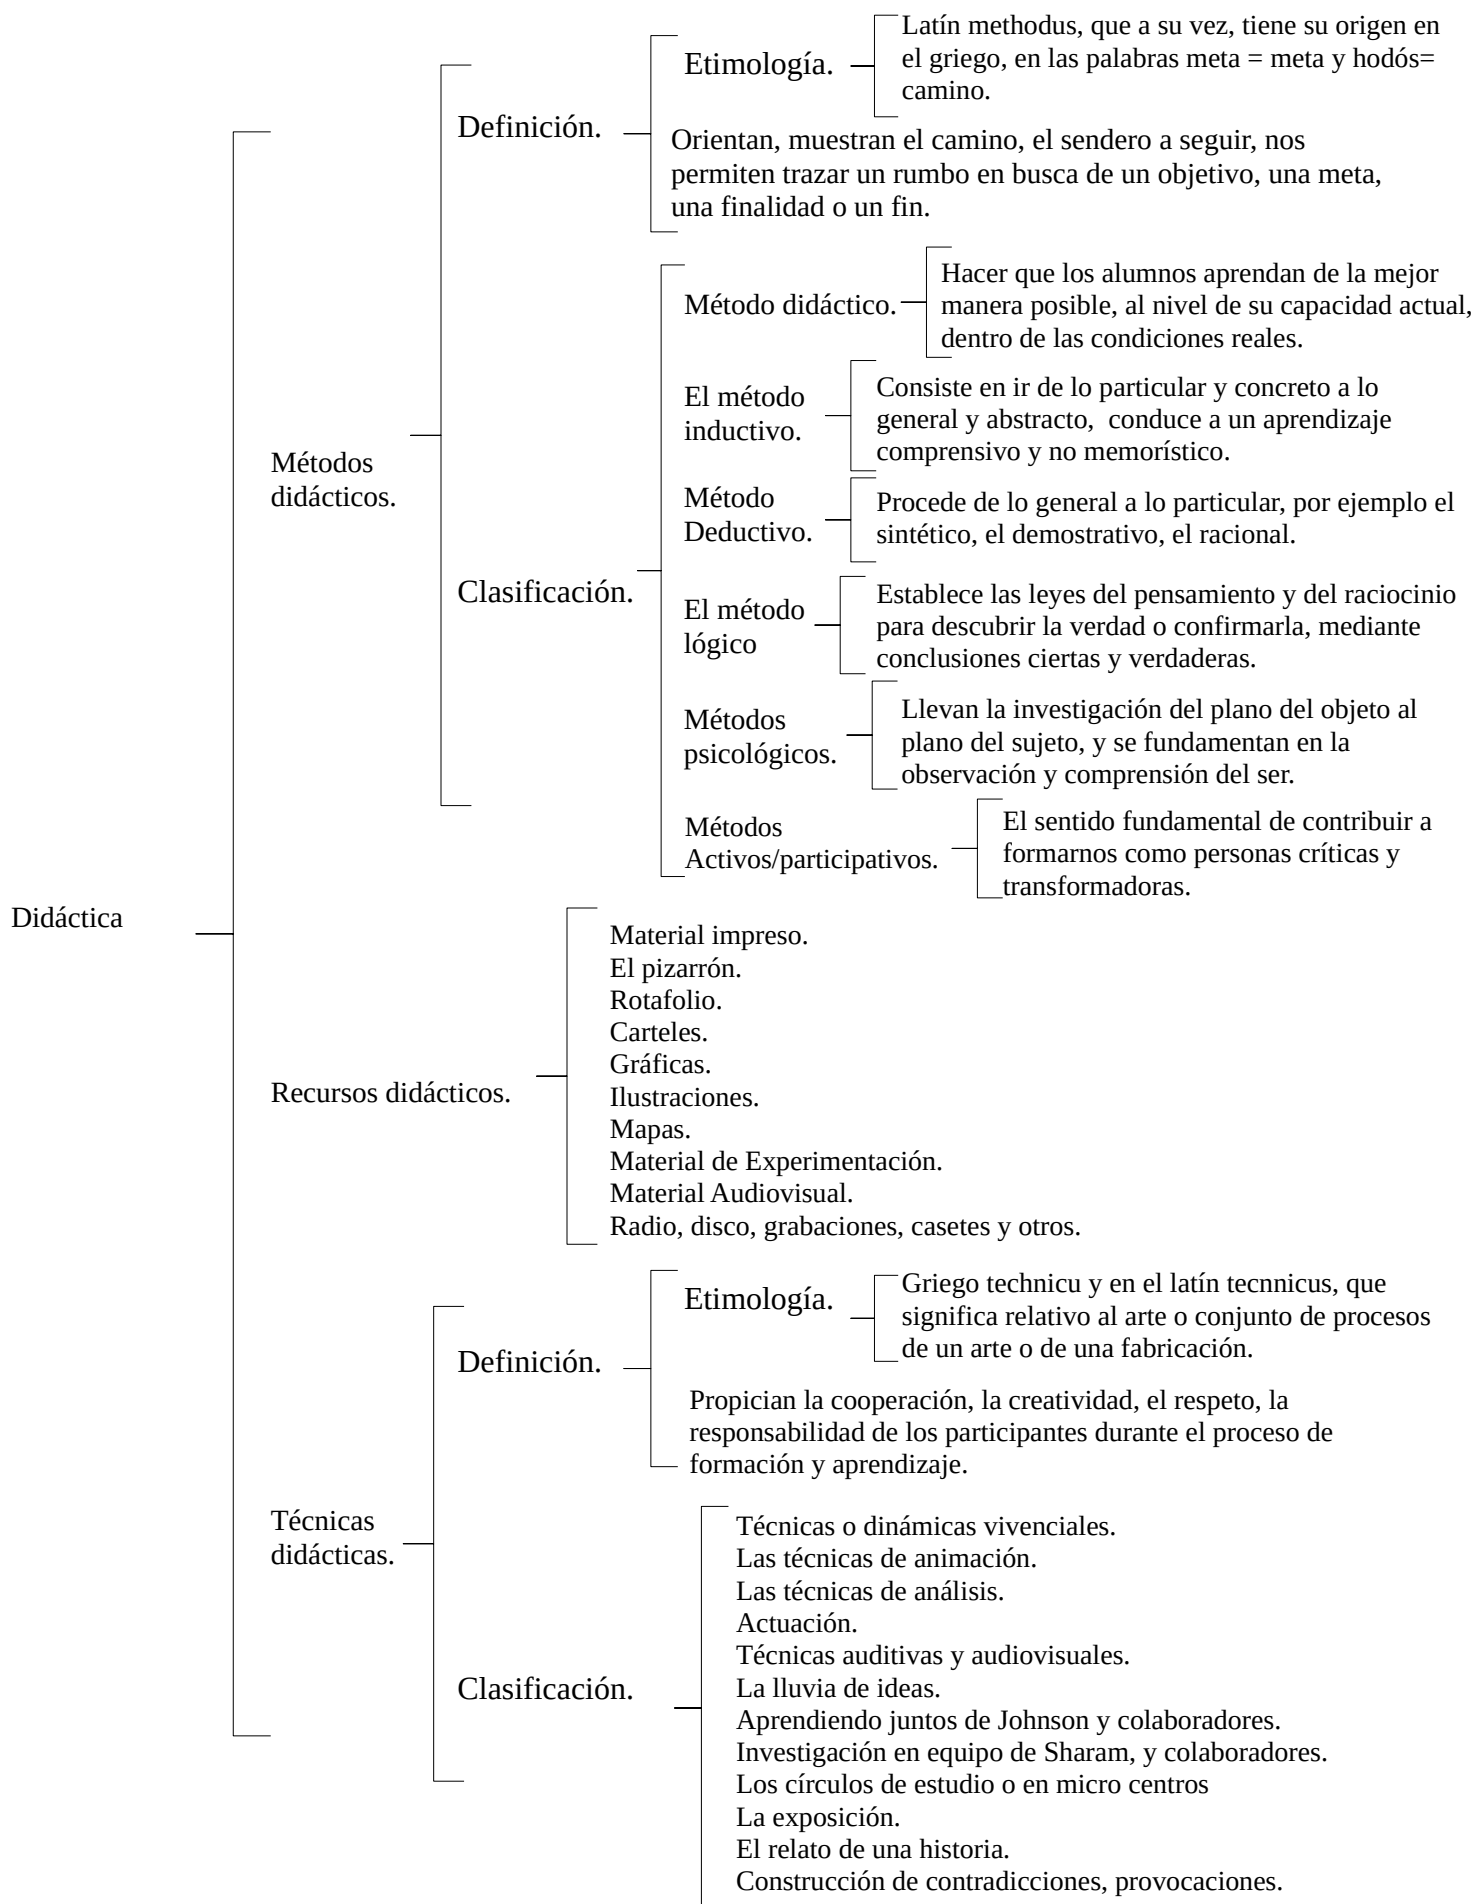 Didáctica
Métodos
didácticos.
Definición.
Etimología.
Latín methodus, que a su vez, tiene su origen en
el griego, en las palabras meta = meta y hodós=
camino.
Orientan, muestran el camino, el sendero a seguir, nos
permiten trazar un rumbo en busca de un objetivo, una meta,
una finalidad o un fin.
Clasificación.
Método didáctico.
Hacer que los alumnos aprendan de la mejor
manera posible, al nivel de su capacidad actual,
dentro de las condiciones reales.
El método
inductivo.
Consiste en ir de lo particular y concreto a lo
general y abstracto,  conduce a un aprendizaje
comprensivo y no memorístico.
Método
Deductivo.
Procede de lo general a lo particular, por ejemplo el
sintético, el demostrativo, el racional.
El método
lógico
Establece las leyes del pensamiento y del raciocinio
para descubrir la verdad o confirmarla, mediante
conclusiones ciertas y verdaderas.
Métodos
psicológicos.
Llevan la investigación del plano del objeto al
plano del sujeto, y se fundamentan en la
observación y comprensión del ser.
Métodos
Activos/participativos.
El sentido fundamental de contribuir a
formarnos como personas críticas y
transformadoras.
Recursos didácticos.
Material impreso.
El pizarrón.
Rotafolio.
Carteles.
Gráficas.
Ilustraciones.
Mapas.
Material de Experimentación.
Material Audiovisual.
Radio, disco, grabaciones, casetes y otros.
Técnicas
didácticas.
Definición.
Etimología.
Griego technicu y en el latín tecnnicus, que
significa relativo al arte o conjunto de procesos
de un arte o de una fabricación.
Propician la cooperación, la creatividad, el respeto, la
responsabilidad de los participantes durante el proceso de
formación y aprendizaje.
Clasificación.
Técnicas o dinámicas vivenciales.
Las técnicas de animación.
Las técnicas de análisis.
Actuación.
Técnicas auditivas y audiovisuales.
La lluvia de ideas.
Aprendiendo juntos de Johnson y colaboradores.
Investigación en equipo de Sharam, y colaboradores.
Los círculos de estudio o en micro centros
La exposición.
El relato de una historia.
Construcción de contradicciones, provocaciones.